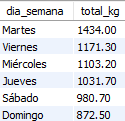 dia_semana total_kg
Martes 1434.00
Viernes 1171.30
Miércoles 1103.20
Jueves 1031.70
Sábado 980.70
Domingo 872.50